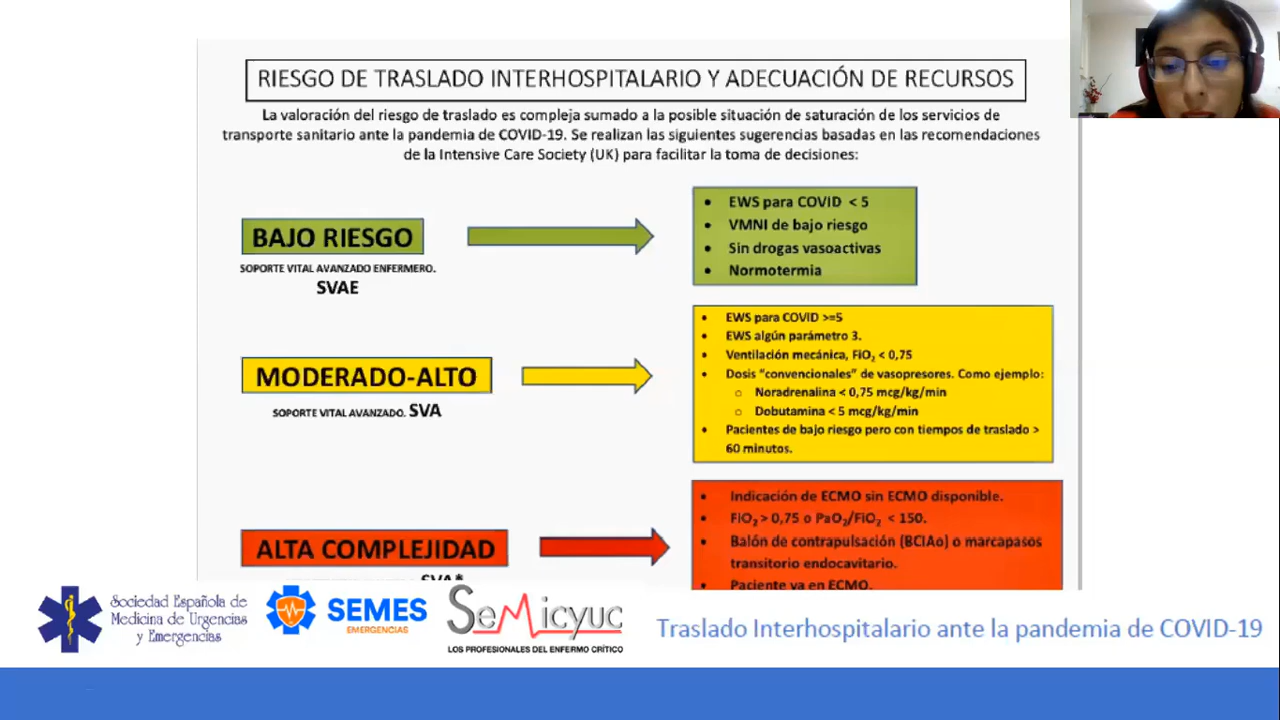 RIESGO DE TRASLADO INTERHOSPITALARIO Y ADECUACIÓN DE RECURSOS
La valoración del riesgo de traslado es compleja sumado a la posible situación de saturación de los servicios de
transporte sanitario ante la pandemia de COVID-19. Se realizan las siguientes sugerencias basadas en las recomendaciones
de la Intensive Care Society (UK) para facilitar la toma de decisiones:
BAJO RIESGO
SOPORTE VITAL AVANZADO ENFERMERO.
SVAE
• EWS para COVID < 5
• VMNI de bajo riesgo
• Sin drogas vasoactivas
• Normotermia
MODERADO-ALTO
SOPORTE VITAL AVANZADO. SVA
• EWS para COVID >=5
• EWS algún parámetro 3.
• Ventilación mecánica, FiO₂ < 0,75
• Dosis “convencionales” de vasopresores. Como ejemplo:
o Noradrenalina < 0,75 mcg/kg/min
o Dobutamina < 5 mcg/kg/min
• Pacientes de bajo riesgo pero con tiempos de traslado >
60 minutos.
ALTA COMPLEJIDAD
SVA*
• Indicación de ECMO sin ECMO disponible.
• FiO₂ > 0,75 o PaO₂/FiO₂ < 150.
• Balón de contrapulsación (BCIAo) o marcapasos
transitorio endocavitario.
• Paciente ya en ECMO.
Sociedad Española de
Medicina de Urgencias
y Emergencias
SEMES
EMERGENCIAS
SeMicyuc
LOS PROFESIONALES DEL ENFERMO CRÍTICO
Traslado Interhospitalario ante la pandemia de COVID-19